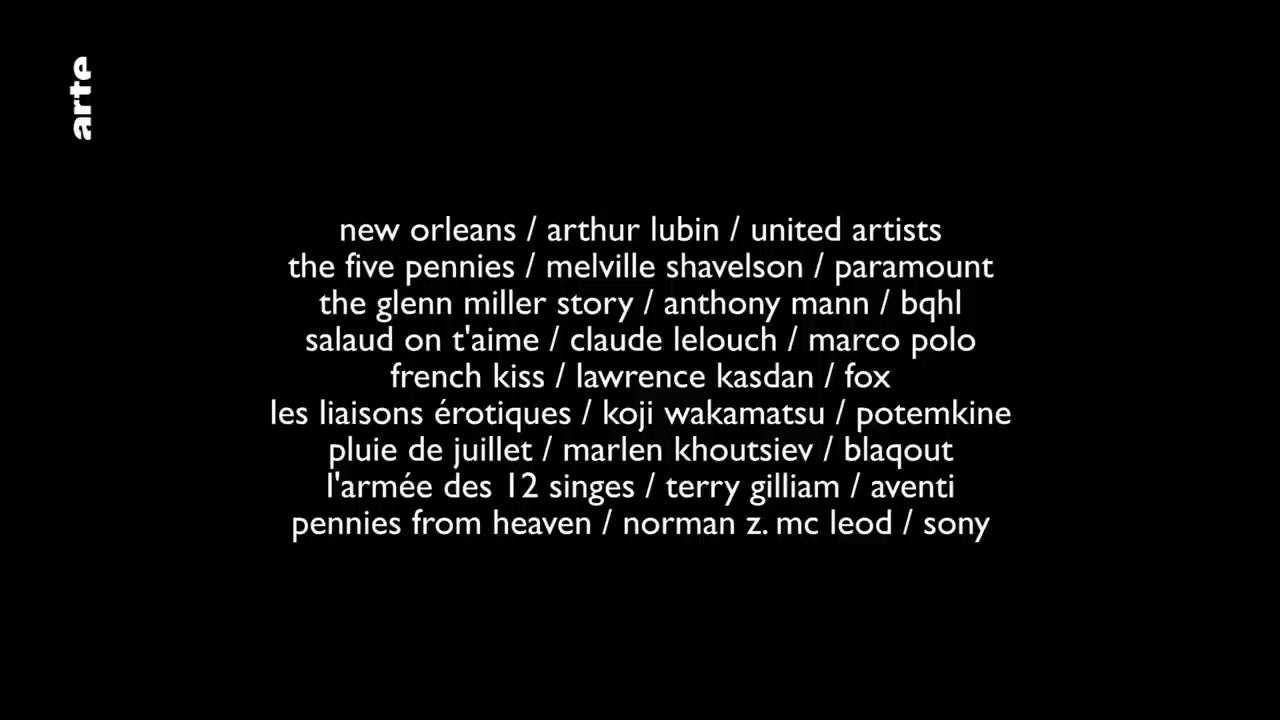 arte
new orleans / arthur lubin / united artists
the five pennies / melville shavelson / paramount
the glenn miller story / anthony mann / bqhl
salaud on t'aime / claude lelouch / marco polo
french kiss / lawrence kasdan / fox
les liaisons érotiques / koji wakamatsu / potemkine
pluie de juillet / marlen khoutsiev / blaqout
l'armée des 12 singes / terry gilliam / aventi
pennies from heaven / norman z. mc leod / sony